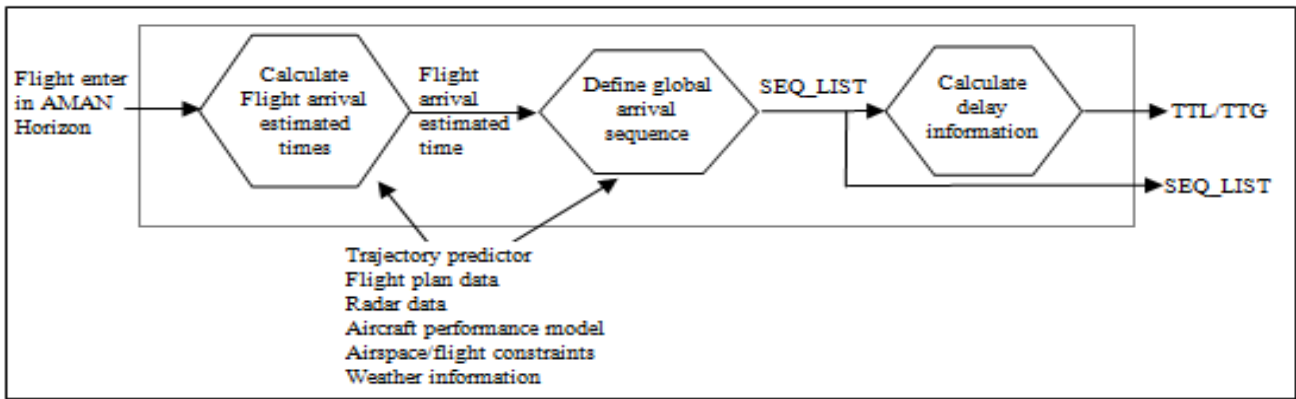 Flight enter
in AMAN
Horizon
Calculate
Flight arrival
estimated
times
Flight
arrival
estimated
time
Define global
arrival
sequence
SEQ_LIST
Calculate
delay
information
TTL/TTG
SEQ_LIST
Trajectory predictor
Flight plan data
Radar data
Aircraft performance model
Airspace/flight constraints
Weather information